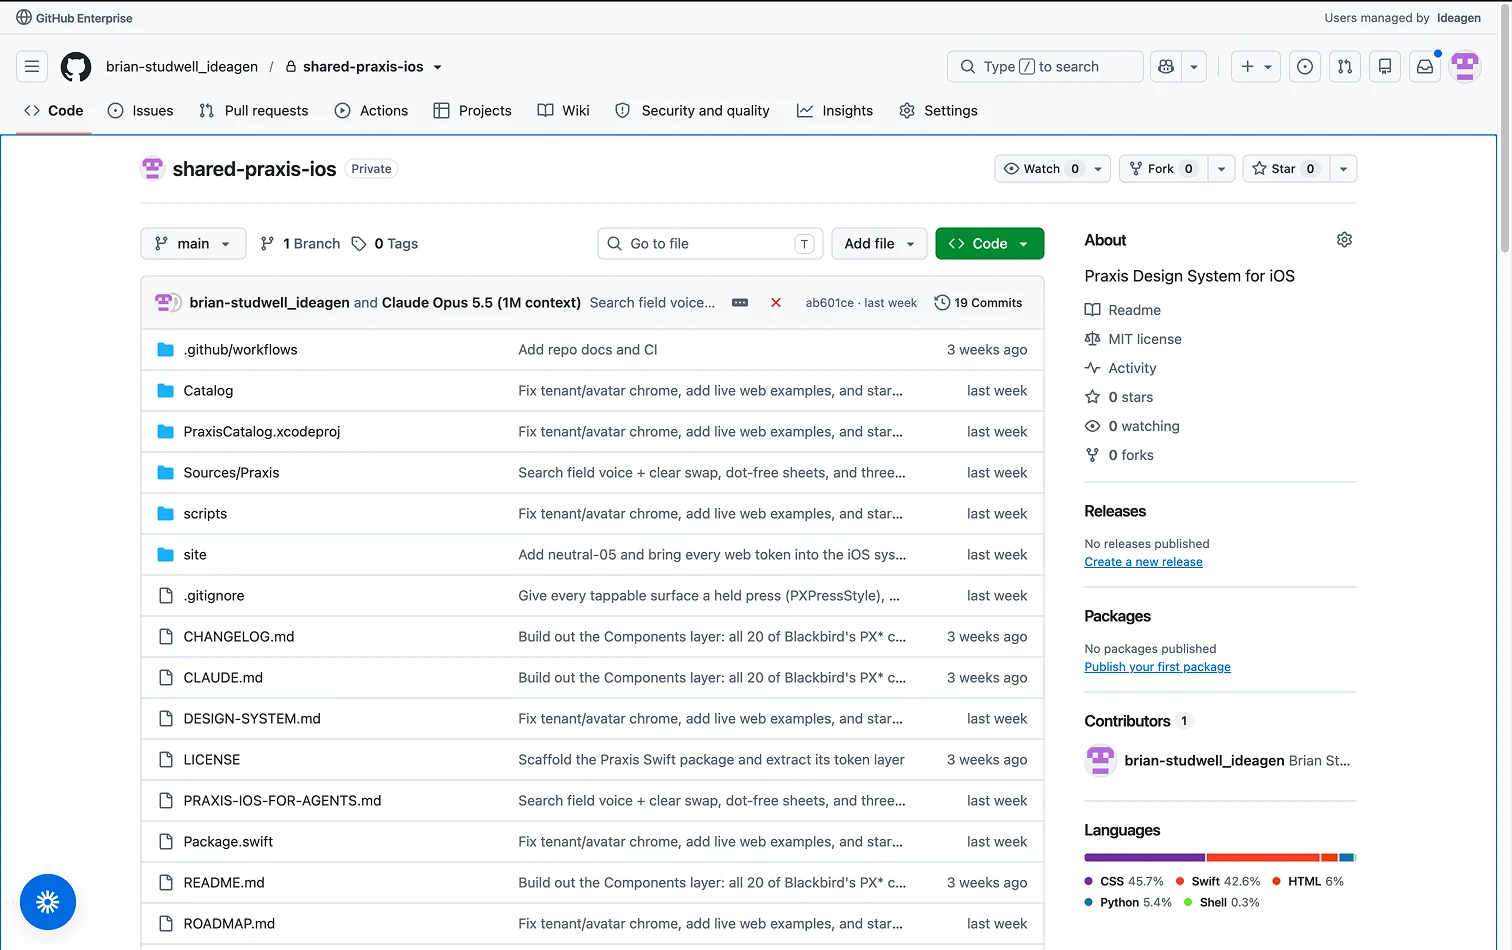 GitHub Enterprise
Users managed by Ideagen
brian-studwell_ideagen / shared-praxis-ios
Type / to search
Code Issues Pull requests Actions Projects Wiki Security and quality Insights Settings
shared-praxis-ios Private
Watch 0 Fork 0 Star 0
main 1 Branch 0 Tags Go to file T Add file Code
brian-studwell_ideagen and Claude Opus 5.5 (1M context) Search field voice... ab601ce · last week 19 Commits
.github/workflows Add repo docs and CI 3 weeks ago
Catalog Fix tenant/avatar chrome, add live web examples, and star... last week
PraxisCatalog.xcodeproj Fix tenant/avatar chrome, add live web examples, and star... last week
Sources/Praxis Search field voice + clear swap, dot-free sheets, and three... last week
scripts Fix tenant/avatar chrome, add live web examples, and star... last week
site Add neutral-05 and bring every web token into the iOS sys... last week
.gitignore Give every tappable surface a held press (PXPressStyle), ... last week
CHANGELOG.md Build out the Components layer: all 20 of Blackbird's PX* c... 3 weeks ago
CLAUDE.md Build out the Components layer: all 20 of Blackbird's PX* c... 3 weeks ago
DESIGN-SYSTEM.md Fix tenant/avatar chrome, add live web examples, and star... last week
LICENSE Scaffold the Praxis Swift package and extract its token layer 3 weeks ago
PRAXIS-IOS-FOR-AGENTS.md Search field voice + clear swap, dot-free sheets, and three... last week
Package.swift Fix tenant/avatar chrome, add live web examples, and star... last week
README.md Build out the Components layer: all 20 of Blackbird's PX* c... 3 weeks ago
ROADMAP.md Fix tenant/avatar chrome, add live web examples, and star... last week
About
Praxis Design System for iOS
Readme
MIT license
Activity
0 stars
0 watching
0 forks
Releases
No releases published
Create a new release
Packages
No packages published
Publish your first package
Contributors 1
brian-studwell_ideagen Brian St...
Languages
CSS 45.7% Swift 42.6% HTML 6%
Python 5.4% Shell 0.3%